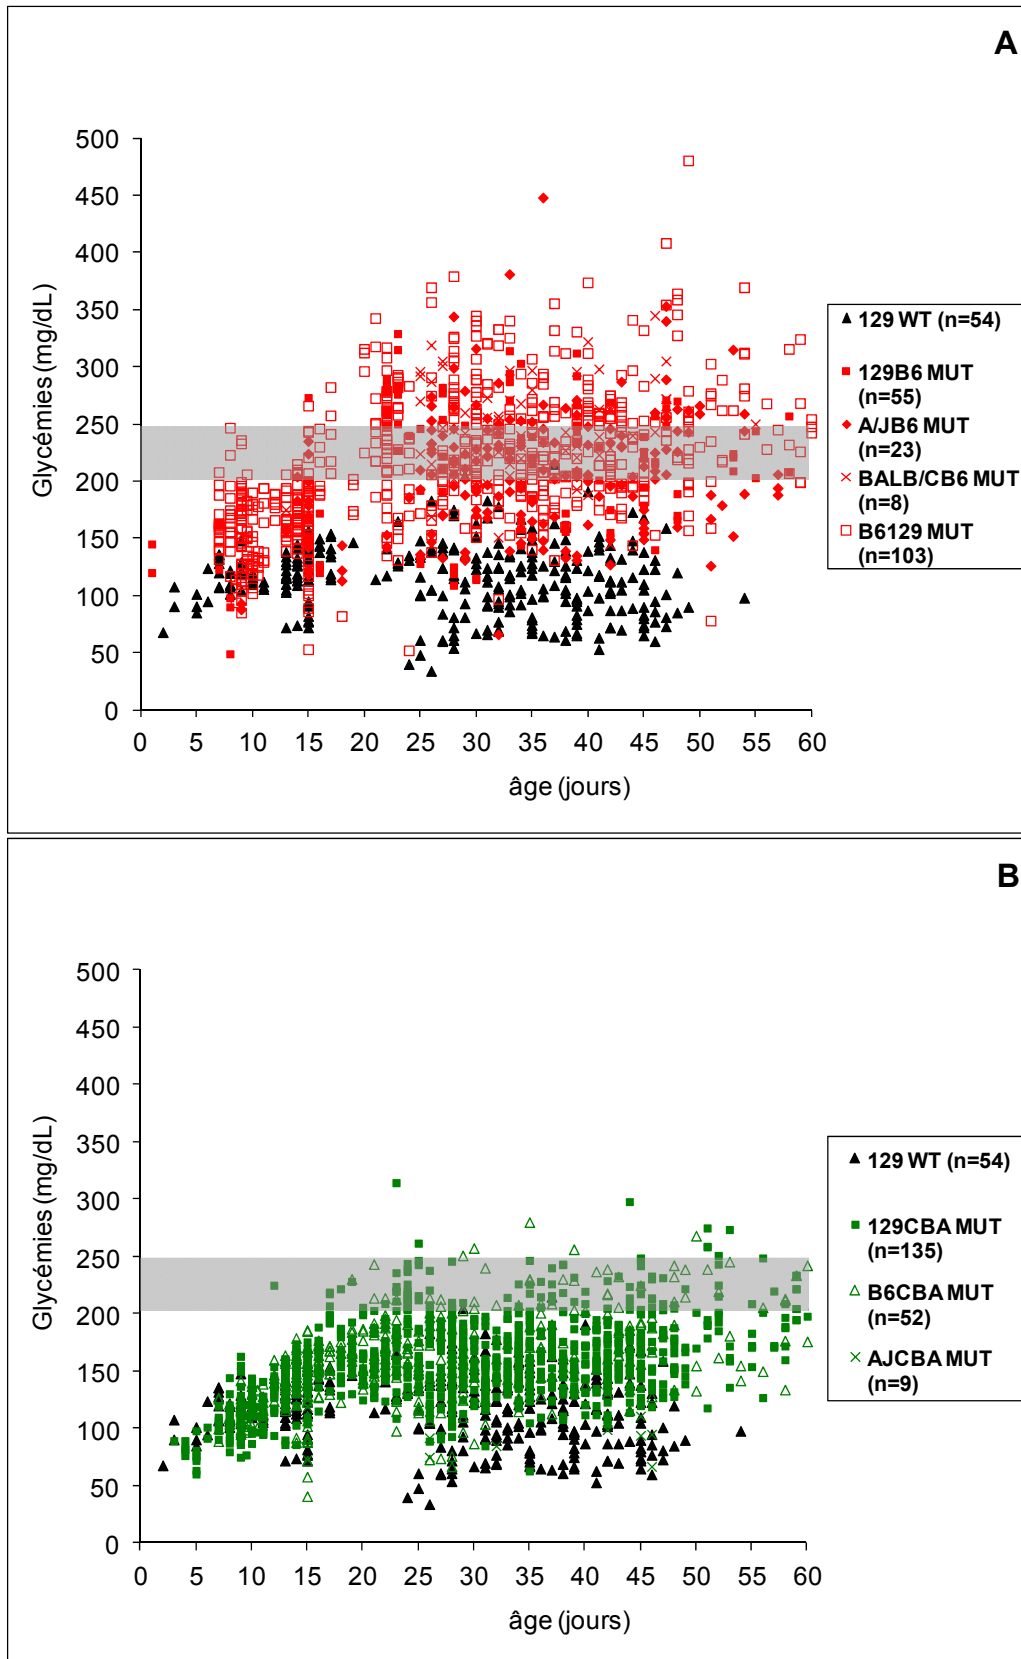 A
500
450
400
350
300
250
200
150
100
50
0
Glycémies (mg/dL)
0 5 10 15 20 25 30 35 40 45 50 55 60
âge (jours)
129 WT (n=54)
129B6 MUT
(n=55)
A/JB6 MUT
(n=23)
BALB/CB6 MUT
(n=8)
B6129 MUT
(n=103)
B
500
450
400
350
300
250
200
150
100
50
0
Glycémies (mg/dL)
0 5 10 15 20 25 30 35 40 45 50 55 60
âge (jours)
129 WT (n=54)
129CBA MUT
(n=135)
B6CBA MUT
(n=52)
AJCBA MUT
(n=9)